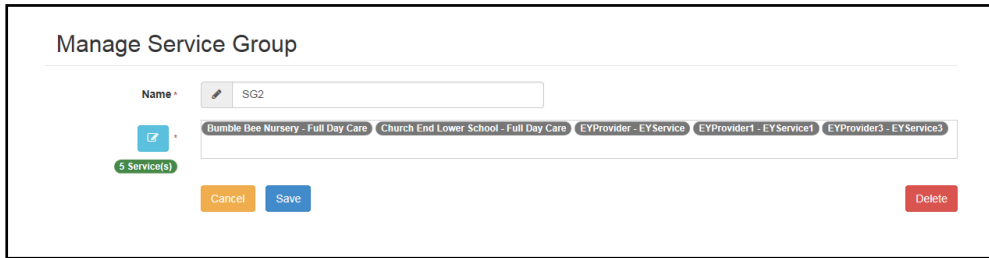 Manage Service Group
Name *
SG2
*
Bumble Bee Nursery - Full Day Care Church End Lower School - Full Day Care EYProvider - EYService EYProvider1 - EYService1 EYProvider3 - EYService3
5 Service(s)
Cancel Save Delete